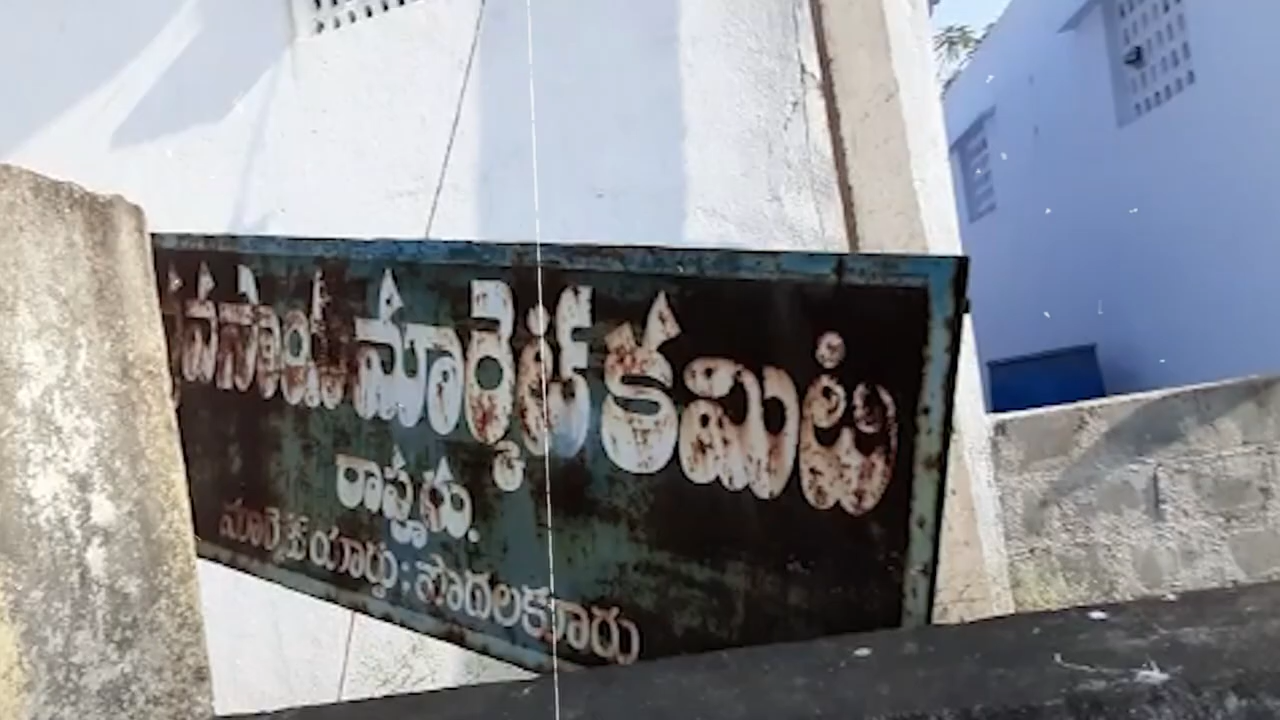 వ్యవసాయ మార్కెట్ కమిటి
రాపూరు.
మార్కెట్ యార్డు : పొదలకూరు